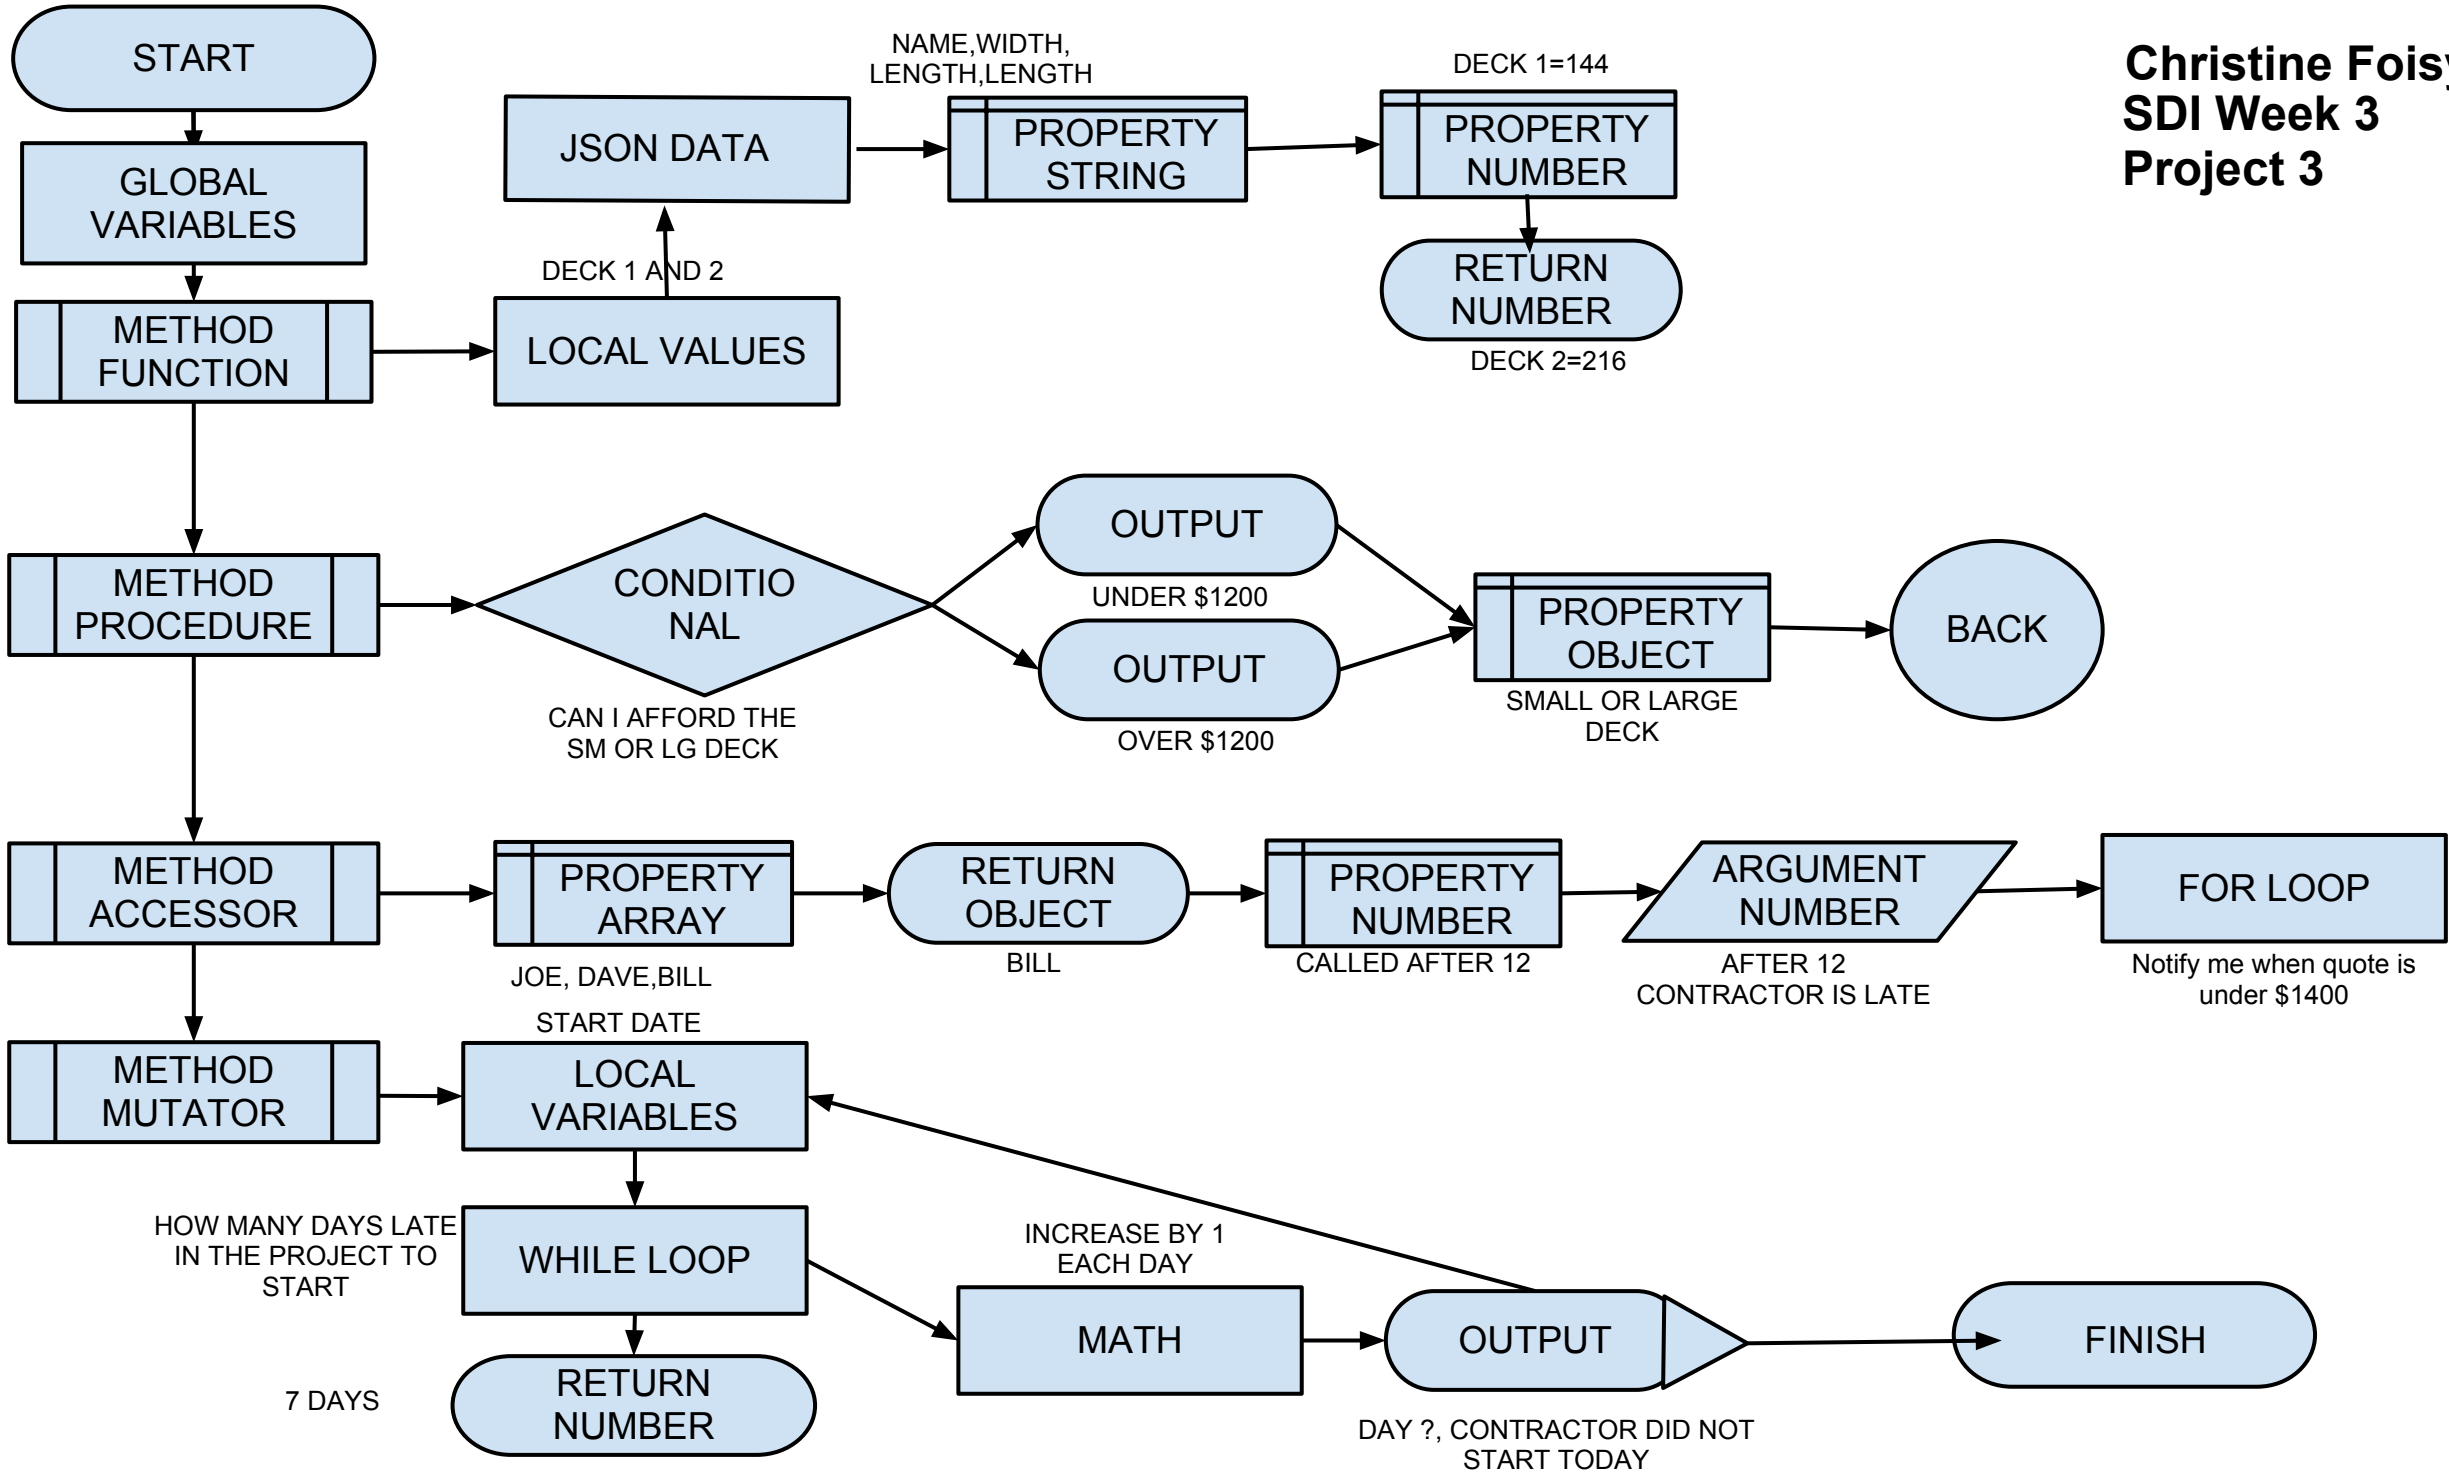 START
NAME,WIDTH,
LENGTH,LENGTH
DECK 1=144
Christine Foisy
SDI Week 3
Project 3
GLOBAL
VARIABLES
JSON DATA
PROPERTY
STRING
PROPERTY
NUMBER
DECK 1 AND 2
RETURN
NUMBER
METHOD
FUNCTION
LOCAL VALUES
DECK 2=216
METHOD
PROCEDURE
CONDITIO
NAL
CAN I AFFORD THE
SM OR LG DECK
OUTPUT
UNDER $1200
OUTPUT
OVER $1200
PROPERTY
OBJECT
SMALL OR LARGE
DECK
BACK
METHOD
ACCESSOR
PROPERTY
ARRAY
JOE, DAVE,BILL
RETURN
OBJECT
BILL
PROPERTY
NUMBER
CALLED AFTER 12
ARGUMENT
NUMBER
AFTER 12
CONTRACTOR IS LATE
FOR LOOP
Notify me when quote is
under $1400
START DATE
METHOD
MUTATOR
LOCAL
VARIABLES
HOW MANY DAYS LATE
IN THE PROJECT TO
START
WHILE LOOP
INCREASE BY 1
EACH DAY
MATH
OUTPUT
FINISH
7 DAYS
RETURN
NUMBER
DAY ?, CONTRACTOR DID NOT
START TODAY